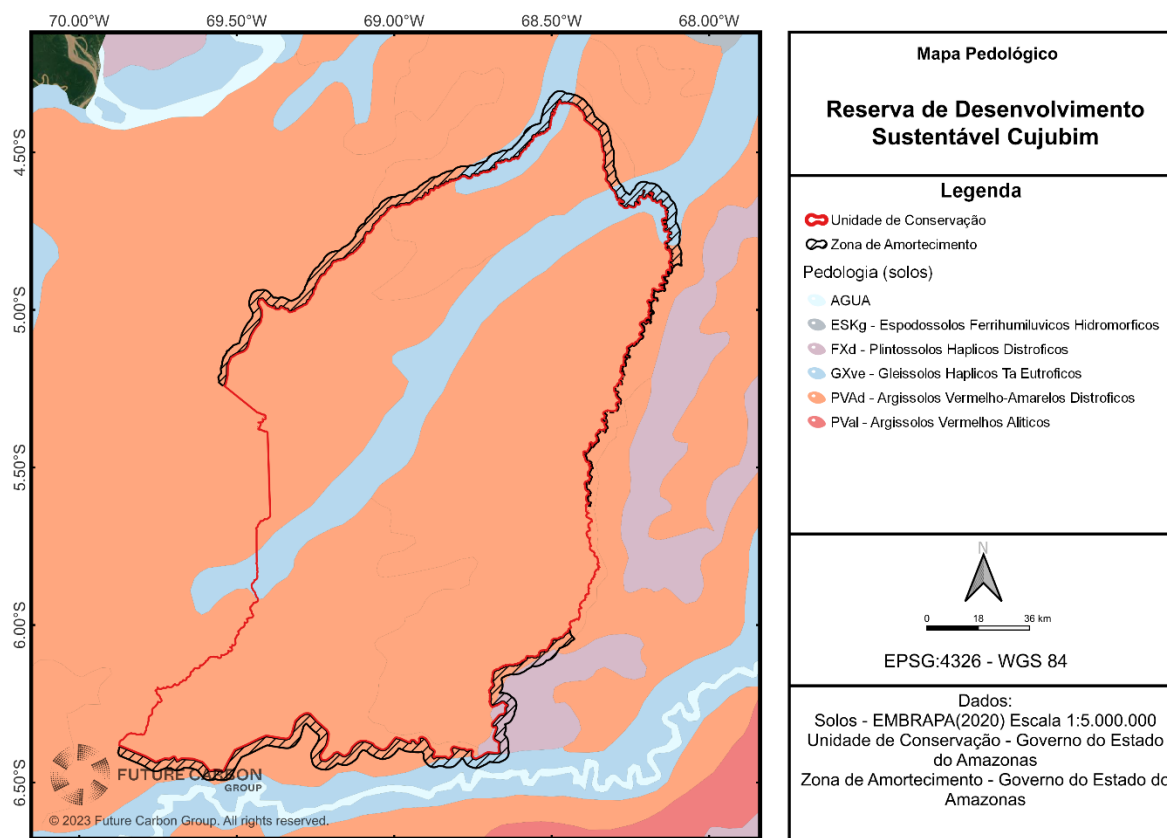 70.00°W
69.50°W
69.00°W
68.50°W
68.00°W
4.50°S
5.00°S
5.50°S
6.00°S
6.50°S
FUTURE CARBON
GROUP
© 2023 Future Carbon Group. All rights reserved.
Mapa Pedológico
Reserva de Desenvolvimento
Sustentável Cujubim
Legenda
Unidade de Conservação
Zona de Amortecimento
Pedologia (solos)
AGUA
ESKg - Espodossolos Ferrihumiluvicos Hidromorficos
FXd - Plintossolos Haplicos Distroficos
GXve - Gleissolos Haplicos Ta Eutroficos
PVAd - Argissolos Vermelho-Amarelos Distroficos
PVal - Argissolos Vermelhos Aliticos
N
0 18 36 km
EPSG:4326 - WGS 84
Dados:
Solos - EMBRAPA(2020) Escala 1:5.000.000
Unidade de Conservação - Governo do Estado
do Amazonas
Zona de Amortecimento - Governo do Estado do
Amazonas